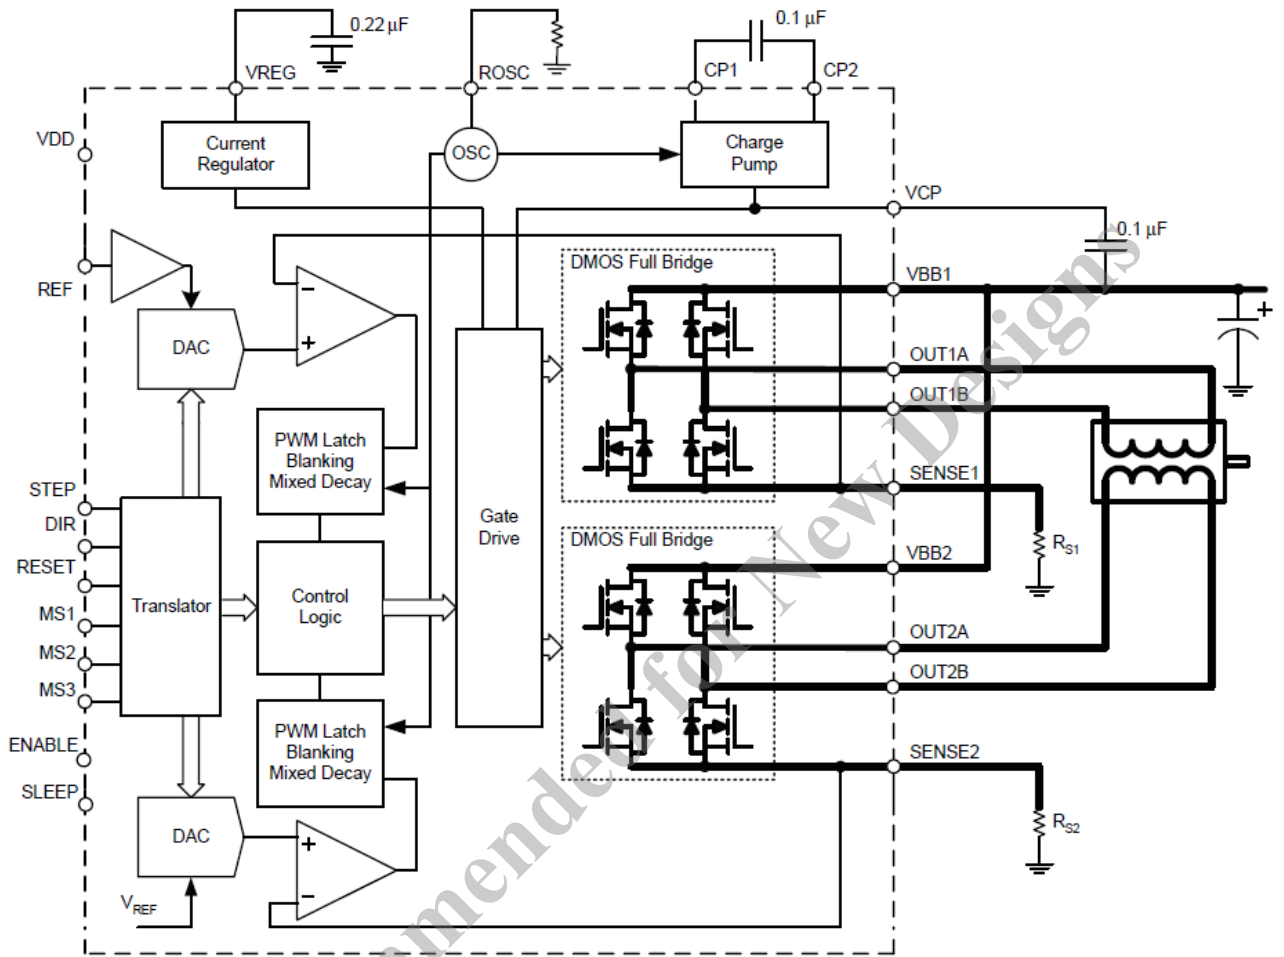 0.22 µF
0.1 µF
VREG
ROSC
CP1
CP2
VDD
Current
Regulator
OSC
Charge
Pump
VCP
0.1 µF
REF
DMOS Full Bridge
VBB1
+
−
+
DAC
OUT1A
OUT1B
PWM Latch
Blanking
Mixed Decay
SENSE1
STEP
DIR
RESET
MS1
MS2
MS3
Translator
Control
Logic
Gate
Drive
DMOS Full Bridge
RS1
VBB2
OUT2A
OUT2B
ENABLE
SLEEP
PWM Latch
Blanking
Mixed Decay
SENSE2
DAC
+
−
RS2
VREF
mmended for New Designs